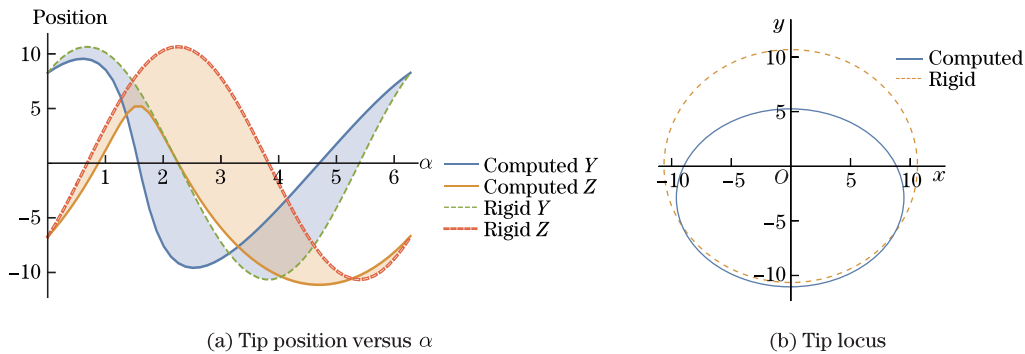 Position
10
5
-5
-10
1 2 3 4 5 6 α
Computed Y
Computed Z
Rigid Y
Rigid Z
(a) Tip position versus α
y
10
5
-5
-10
-10 -5 O 5 10 x
Computed
Rigid
(b) Tip locus